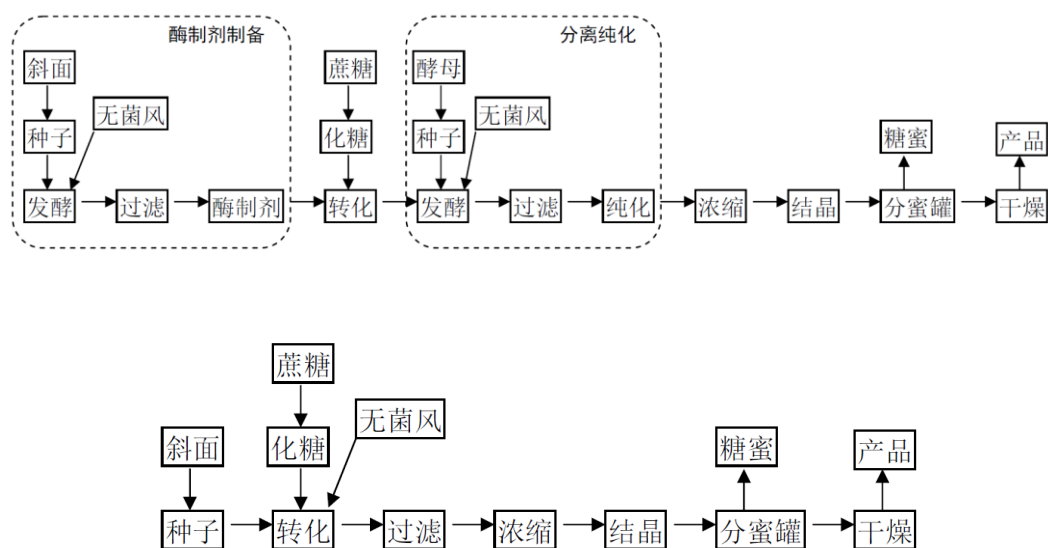 酶制剂制备
分离纯化
斜面
蔗糖
酵母
无菌风
无菌风
种子
化糖
种子
糖蜜
产品
发酵
过滤
酶制剂
转化
发酵
过滤
纯化
浓缩
结晶
分蜜罐
干燥
蔗糖
无菌风
斜面
化糖
糖蜜
产品
种子
转化
过滤
浓缩
结晶
分蜜罐
干燥